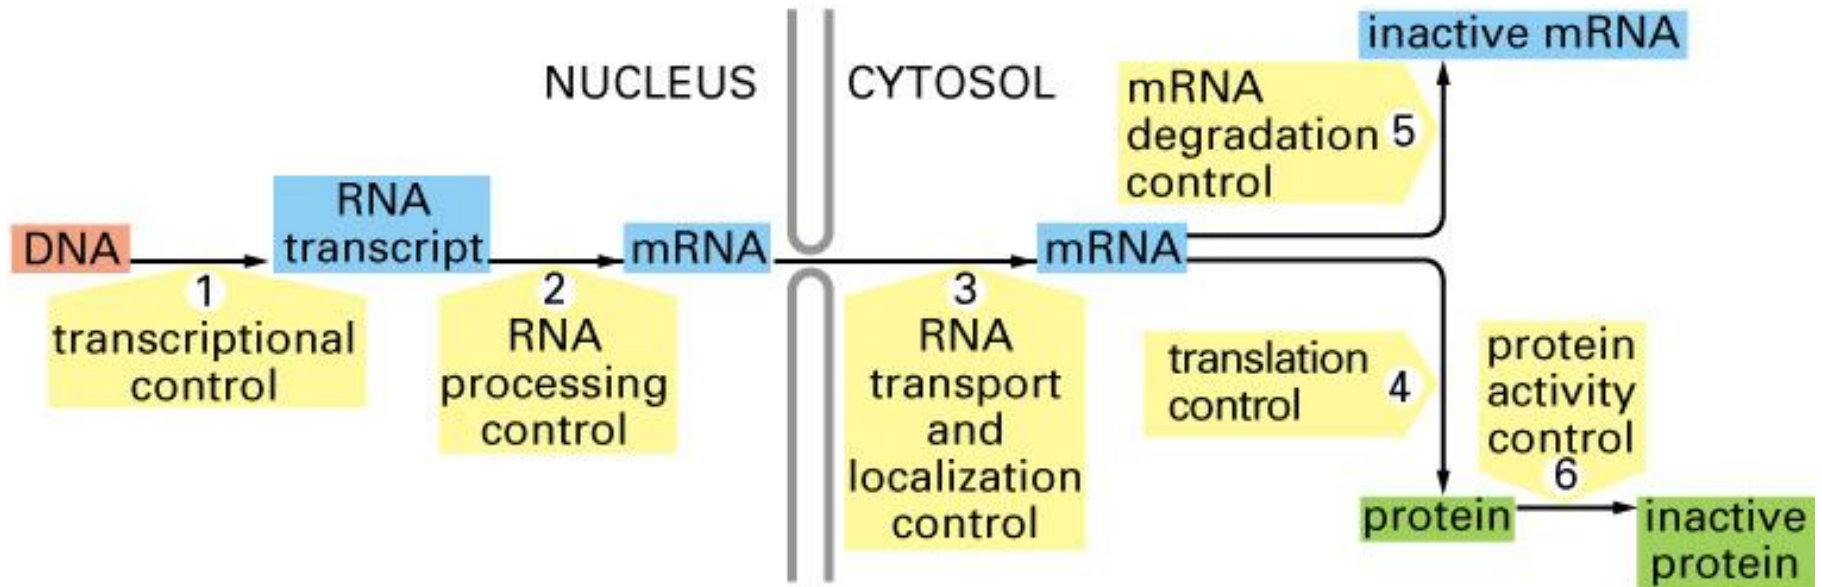 NUCLEUS
CYTOSOL
DNA
RNA
transcript
mRNA
mRNA
inactive mRNA
1
transcriptional
control
2
RNA
processing
control
3
RNA
transport
and
localization
control
mRNA
degradation 5
control
translation
control 4
protein
activity
control
6
protein
inactive
protein